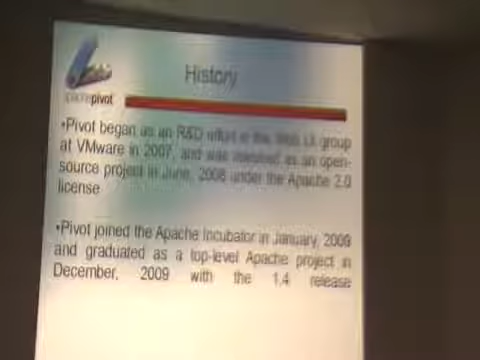 History
apachepivot
•Pivot began as an R&D effort in the Web UI group
at VMware in 2007, and was released as an open-
source project in June, 2008 under the Apache 2.0
license
•Pivot joined the Apache Incubator in January, 2009
and graduated as a top-level Apache project in
December, 2009 with the 1.4 release